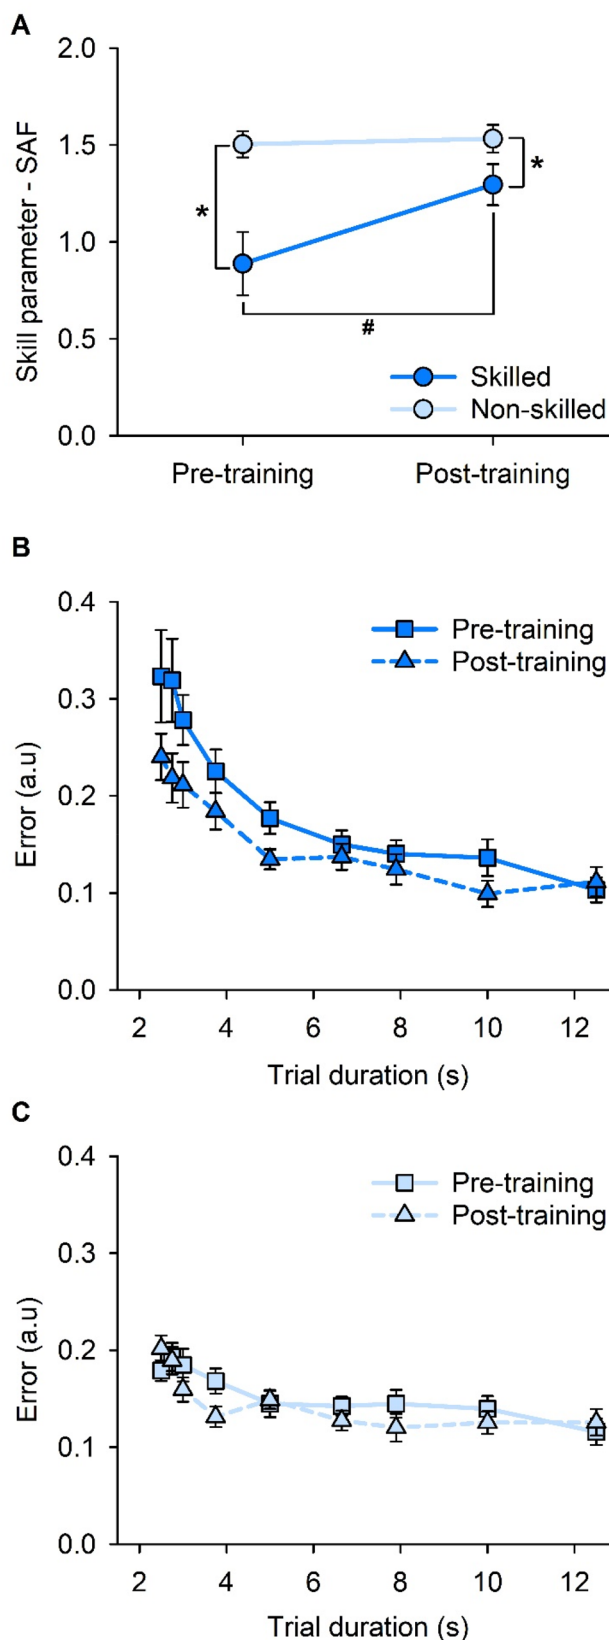 A
2.0
1.5
1.0
0.5
0.0
Skill parameter - SAF
*
*
#
Skilled
Non-skilled
Pre-training
Post-training
B
0.4
0.3
0.2
0.1
0.0
Error (a.u)
Pre-training
Post-training
2 4 6 8 10 12
Trial duration (s)
C
0.4
0.3
0.2
0.1
0.0
Error (a.u)
Pre-training
Post-training
2 4 6 8 10 12
Trial duration (s)